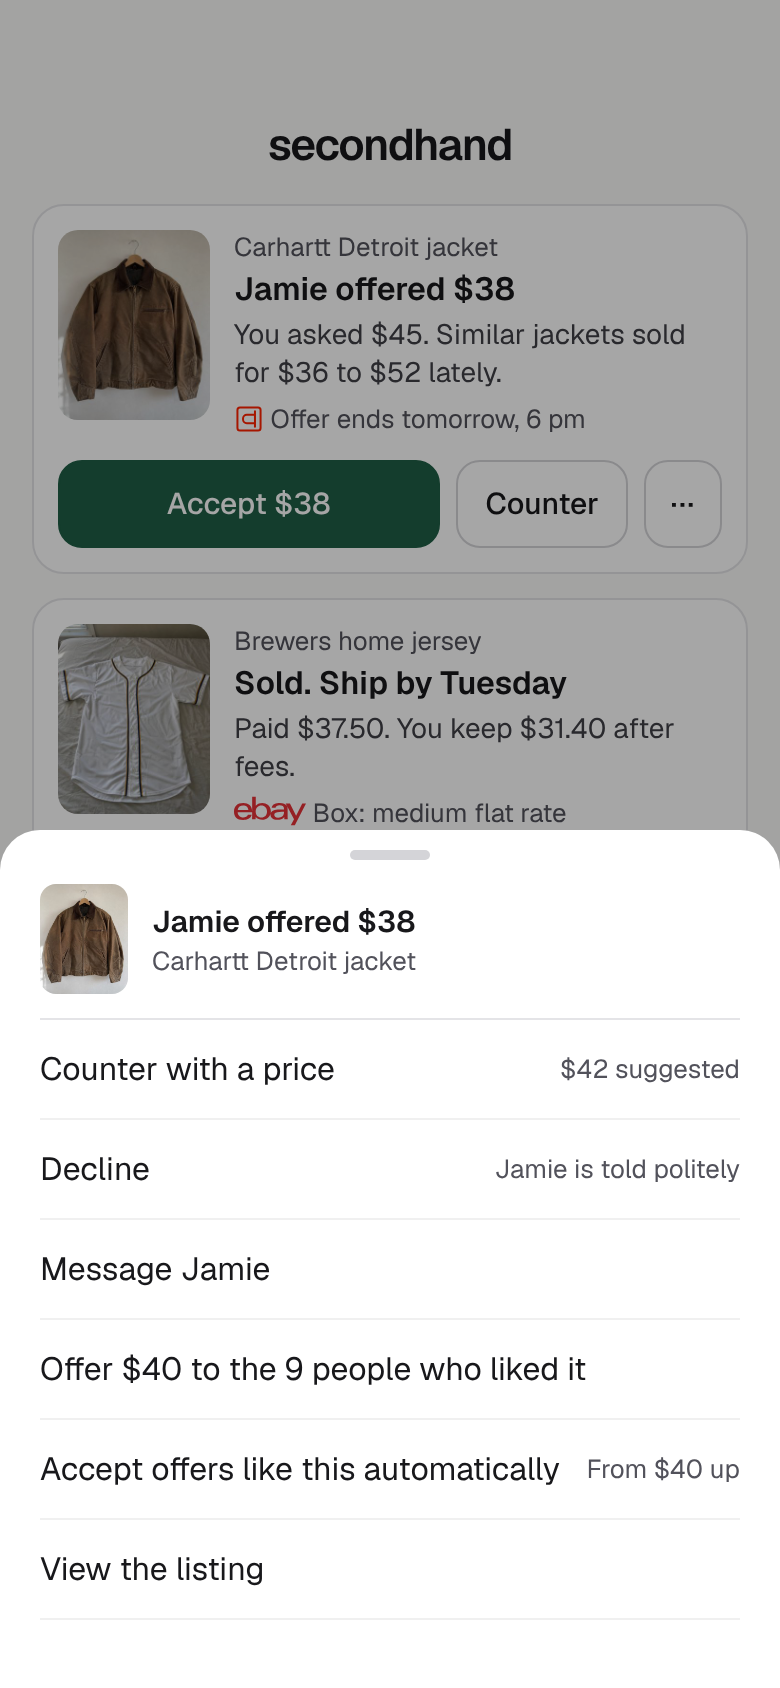 secondhand
Carhartt Detroit jacket
Jamie offered $38
You asked $45. Similar jackets sold
for $36 to $52 lately.
Offer ends tomorrow, 6 pm
Accept $38
Counter
...
Brewers home jersey
Sold. Ship by Tuesday
Paid $37.50. You keep $31.40 after
fees.
ebay Box: medium flat rate
Jamie offered $38
Carhartt Detroit jacket
Counter with a price
$42 suggested
Decline
Jamie is told politely
Message Jamie
Offer $40 to the 9 people who liked it
Accept offers like this automatically
From $40 up
View the listing